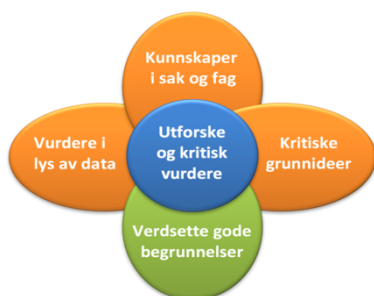 Kunnskaper
i sak og fag
Vurdere i
lys av data
Utforske
og kritisk
vurdere
Kritiske
grunnideer
Verdsette gode
begrunnelser